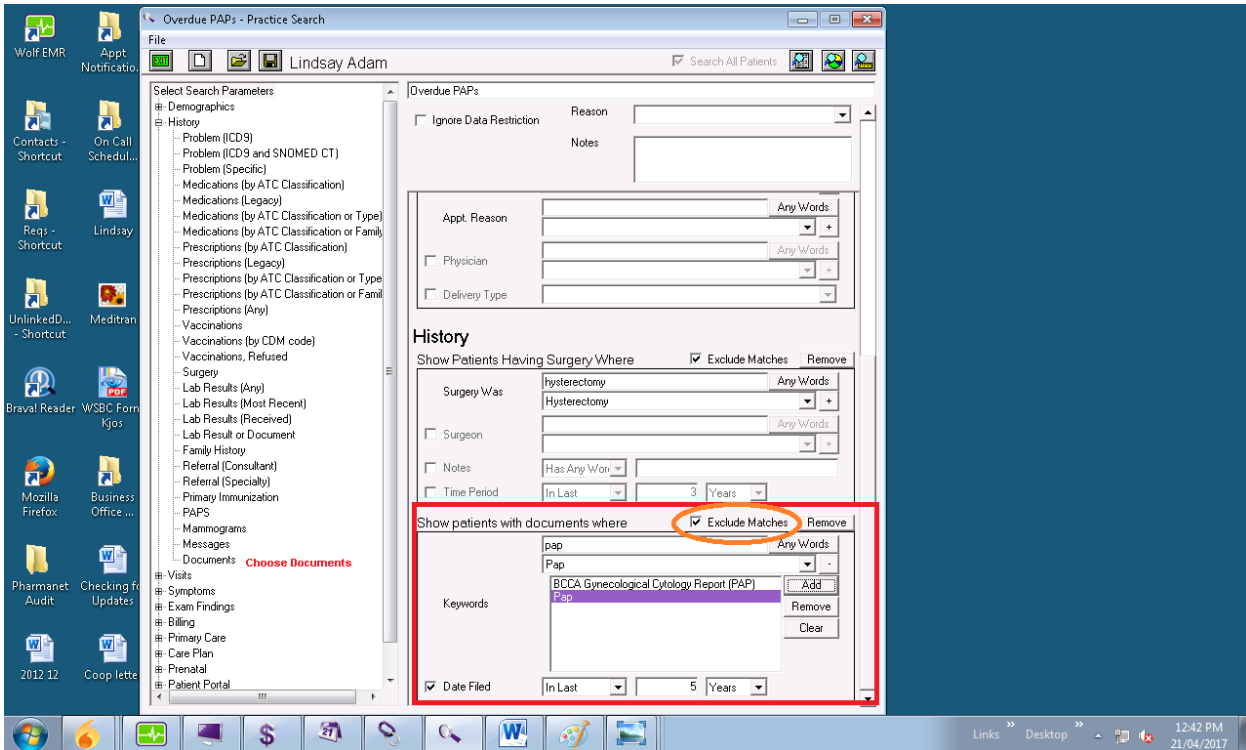 Wolf EMR
Appt Notificatio...
Contacts - Shortcut
On Call Schedul...
Reqs - Shortcut
Lindsay
UnlinkedD... - Shortcut
Meditran
Brava! Reader
WSBC Forn Kjos
Mozilla Firefox
Business Office ...
Pharmanet Audit
Checking fo Updates
2012 12
Coop lette
Overdue PAPs - Practice Search
File
EXIT
Lindsay Adam
Search All Patients
Select Search Parameters
Demographics
History
Problem (ICD9)
Problem (ICD9 and SNOMED CT)
Problem (Specific)
Medications (by ATC Classification)
Medications (Legacy)
Medications (by ATC Classification or Type)
Medications (by ATC Classification or Family
Prescriptions (by ATC Classification)
Prescriptions (Legacy)
Prescriptions (by ATC Classification or Type
Prescriptions (by ATC Classification or Famil
Prescriptions (Any)
Vaccinations
Vaccinations (by CDM code)
Vaccinations, Refused
Surgery
Lab Results (Any)
Lab Results (Most Recent)
Lab Results (Received)
Lab Result or Document
Family History
Referral (Consultant)
Referral (Specialty)
Primary Immunization
PAPS
Mammograms
Messages
Documents Choose Documents
Visits
Symptoms
Exam Findings
Billing
Primary Care
Care Plan
Prenatal
Patient Portal
Overdue PAPs
Ignore Data Restriction
Reason
Notes
Appt. Reason
Any Words
+
Physician
Any Words
+
Delivery Type
History
Show Patients Having Surgery Where
Exclude Matches
Remove
Surgery Was
hysterectomy
Any Words
Hysterectomy
+
Surgeon
Any Words
+
Notes
Has Any Wor
Time Period
In Last
3
Years
Show patients with documents where
Exclude Matches
Remove
pap
Any Words
Pap
-
Keywords
BCCA Gynecological Cytology Report (PAP)
Pap
Add
Remove
Clear
Date Filed
In Last
5
Years
21
$
W
Links
Desktop
12:42 PM
21/04/2017